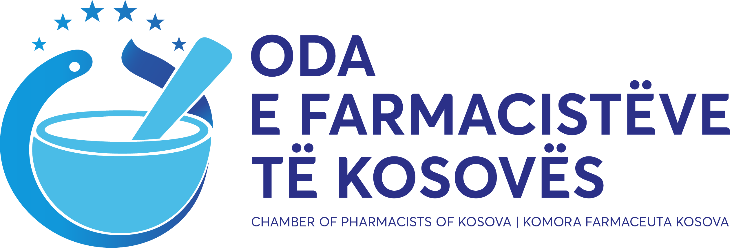 ODA
E FARMACISTËVE
TË KOSOVËS
CHAMBER OF PHARMACISTS OF KOSOVA | KOMORA FARMACEUTA KOSOVA